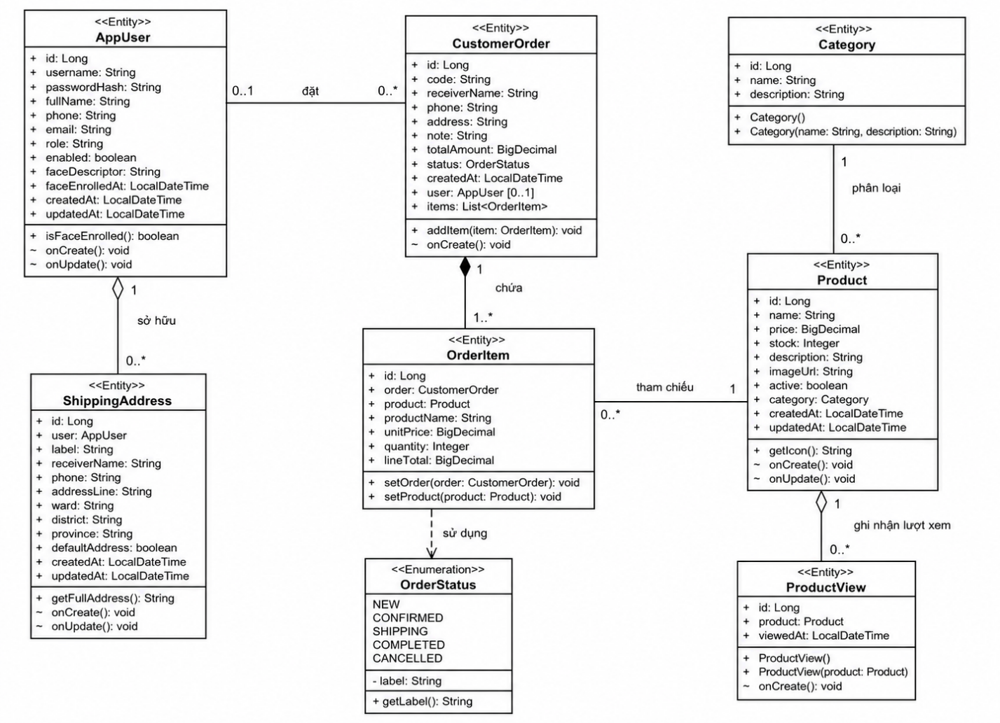 <<Entity>>
AppUser
+ id: Long
+ username: String
+ passwordHash: String
+ fullName: String
+ phone: String
+ email: String
+ role: String
+ enabled: boolean
+ faceDescriptor: String
+ faceEnrolledAt: LocalDateTime
+ createdAt: LocalDateTime
+ updatedAt: LocalDateTime
+ isFaceEnrolled(): boolean
~ onCreate(): void
~ onUpdate(): void
0..1 đặt 0..*
<<Entity>>
CustomerOrder
+ id: Long
+ code: String
+ receiverName: String
+ phone: String
+ address: String
+ note: String
+ totalAmount: BigDecimal
+ status: OrderStatus
+ createdAt: LocalDateTime
+ user: AppUser [0..1]
+ items: List<OrderItem>
+ addItem(item: OrderItem): void
~ onCreate(): void
<<Entity>>
Category
+ id: Long
+ name: String
+ description: String
+ Category()
+ Category(name: String, description: String)
1
phân loại
0..*
1
sở hữu
0..*
1
chứa
1..*
<<Entity>>
ShippingAddress
+ id: Long
+ user: AppUser
+ label: String
+ receiverName: String
+ phone: String
+ addressLine: String
+ ward: String
+ district: String
+ province: String
+ defaultAddress: boolean
+ createdAt: LocalDateTime
+ updatedAt: LocalDateTime
+ getFullAddress(): String
~ onCreate(): void
~ onUpdate(): void
<<Entity>>
OrderItem
+ id: Long
+ order: CustomerOrder
+ product: Product
+ productName: String
+ unitPrice: BigDecimal
+ quantity: Integer
+ lineTotal: BigDecimal
+ setOrder(order: CustomerOrder): void
+ setProduct(product: Product): void
tham chiếu 1
0..*
<<Entity>>
Product
+ id: Long
+ name: String
+ price: BigDecimal
+ stock: Integer
+ description: String
+ imageUrl: String
+ active: boolean
+ category: Category
+ createdAt: LocalDateTime
+ updatedAt: LocalDateTime
+ getIcon(): String
~ onCreate(): void
~ onUpdate(): void
sử dụng
<<Enumeration>>
OrderStatus
NEW
CONFIRMED
SHIPPING
COMPLETED
CANCELLED
- label: String
+ getLabel(): String
1
ghi nhận lượt xem
0..*
<<Entity>>
ProductView
+ id: Long
+ product: Product
+ viewedAt: LocalDateTime
+ ProductView()
+ ProductView(product: Product)
~ onCreate(): void